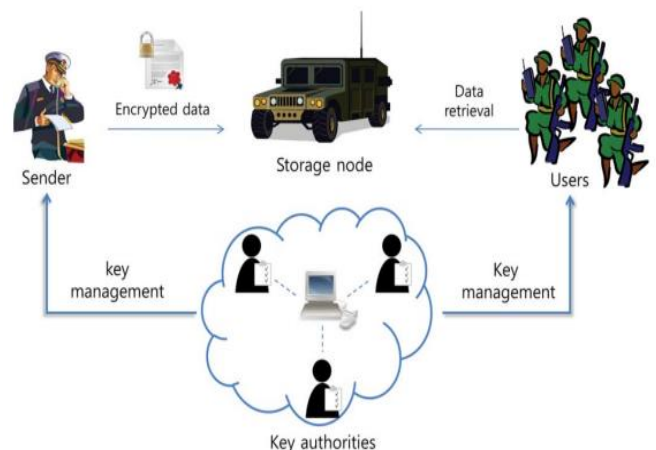 Encrypted data
Data
retrieval
Sender
Storage node
Users
key
management
Key
management
Key authorities